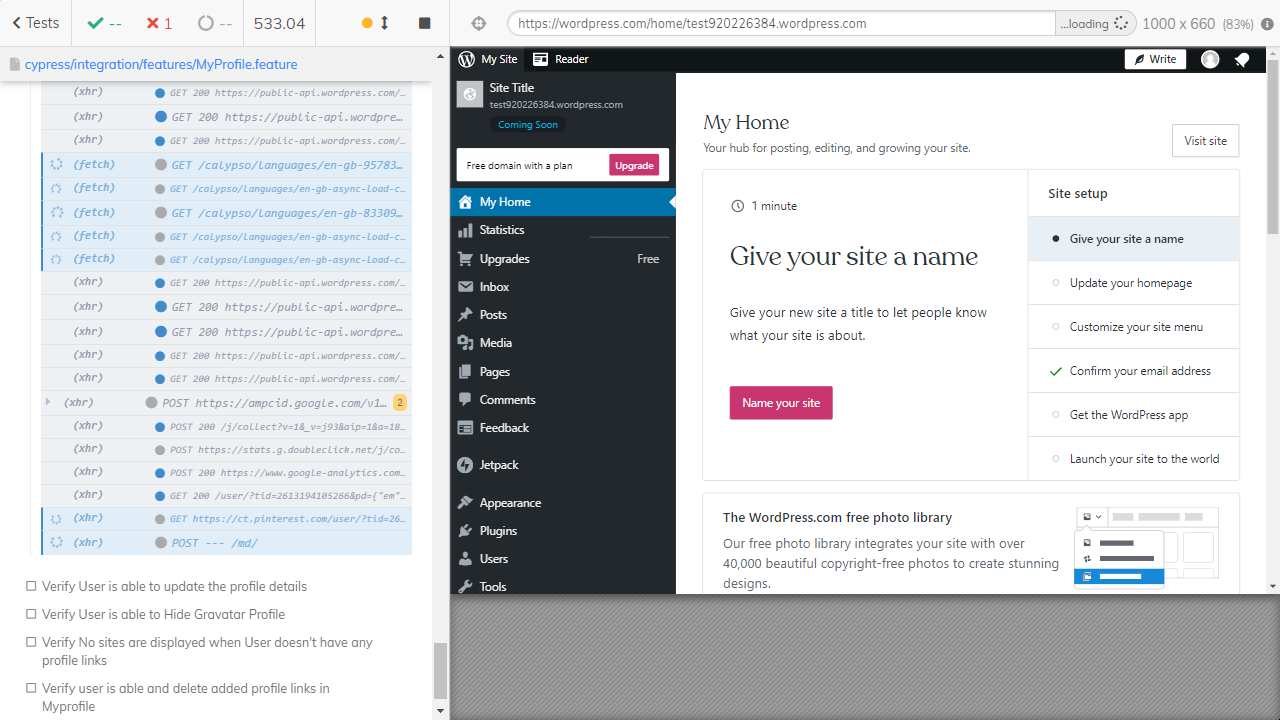 Tests
--
1
--
533.04
https://wordpress.com/home/test920226384.wordpress.com
...loading
1000 x 660 (83%)
cypress/integration/features/MyProfile.feature
(xhr) GET 200 https://public-api.wordpress.com/...
(xhr) GET 200 https://public-api.wordpre...
(xhr) GET 200 https://public-api.wordpress.com/...
(fetch) GET /calypso/languages/en-gb-95783...
(fetch) GET /calypso/languages/en-gb-async-load-c...
(fetch) GET /calypso/languages/en-gb-83309...
(fetch) GET /calypso/languages/en-gb-async-load-c...
(fetch) GET /calypso/languages/en-gb-async-load-c...
(xhr) GET 200 https://public-api.wordpress.com/...
(xhr) GET 200 https://public-api.wordpre...
(xhr) GET 200 https://public-api.wordpre...
(xhr) GET 200 https://public-api.wordpress.com/...
(xhr) GET 200 https://public-api.wordpress.com/...
(xhr) POST https://ampcid.google.com/v1... 2
(xhr) POST 200 /j/collect?v=1&_v=j93&aip=1&a=18...
(xhr) POST https://stats.g.doubleclick.net/j/co...
(xhr) POST 200 https://www.google-analytics.com...
(xhr) GET 200 /user/?tid=2613194105266&pd={"em"...
(xhr) GET https://ct.pinterest.com/user/?tid=26...
(xhr) POST --- /md/
Verify User is able to update the profile details
Verify User is able to Hide Gravatar Profile
Verify No sites are displayed when User doesn't have any
profile links
Verify user is able and delete added profile links in
Myprofile
My Site
Reader
Write
Site Title
test920226384.wordpress.com
Coming Soon
Free domain with a plan
Upgrade
My Home
Statistics
Upgrades
Free
Inbox
Posts
Media
Pages
Comments
Feedback
Jetpack
Appearance
Plugins
Users
Tools
My Home
Your hub for posting, editing, and growing your site.
Visit site
1 minute
Give your site a name
Give your new site a title to let people know
what your site is about.
Name your site
Site setup
Give your site a name
Update your homepage
Customize your site menu
Confirm your email address
Get the WordPress app
Launch your site to the world
The WordPress.com free photo library
Our free photo library integrates your site with over
40,000 beautiful copyright-free photos to create stunning
designs.